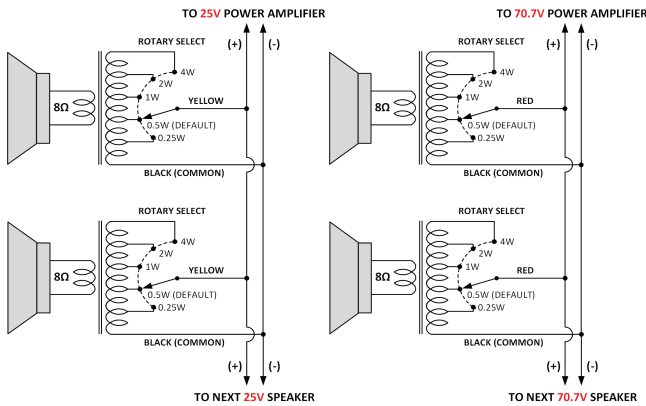 TO 25V POWER AMPLIFIER
(+) (-)
ROTARY SELECT
4W
2W
1W
YELLOW
8Ω
0.5W (DEFAULT)
0.25W
BLACK (COMMON)
ROTARY SELECT
4W
2W
1W
YELLOW
8Ω
0.5W (DEFAULT)
0.25W
BLACK (COMMON)
(+) (-)
TO NEXT 25V SPEAKER
TO 70.7V POWER AMPLIFIER
(+) (-)
ROTARY SELECT
4W
2W
1W
RED
8Ω
0.5W (DEFAULT)
0.25W
BLACK (COMMON)
ROTARY SELECT
4W
2W
1W
RED
8Ω
0.5W (DEFAULT)
0.25W
BLACK (COMMON)
(+) (-)
TO NEXT 70.7V SPEAKER